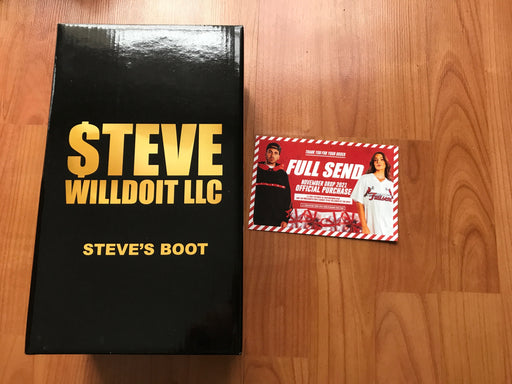 $TEVE
WILLDOIT LLC
STEVE'S BOOT
THANK YOU FOR YOUR ORDER
FULL SEND
NOVEMBER DROP 2021
OFFICIAL PURCHASE